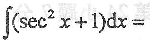 ∫(sec² x + 1)dx =